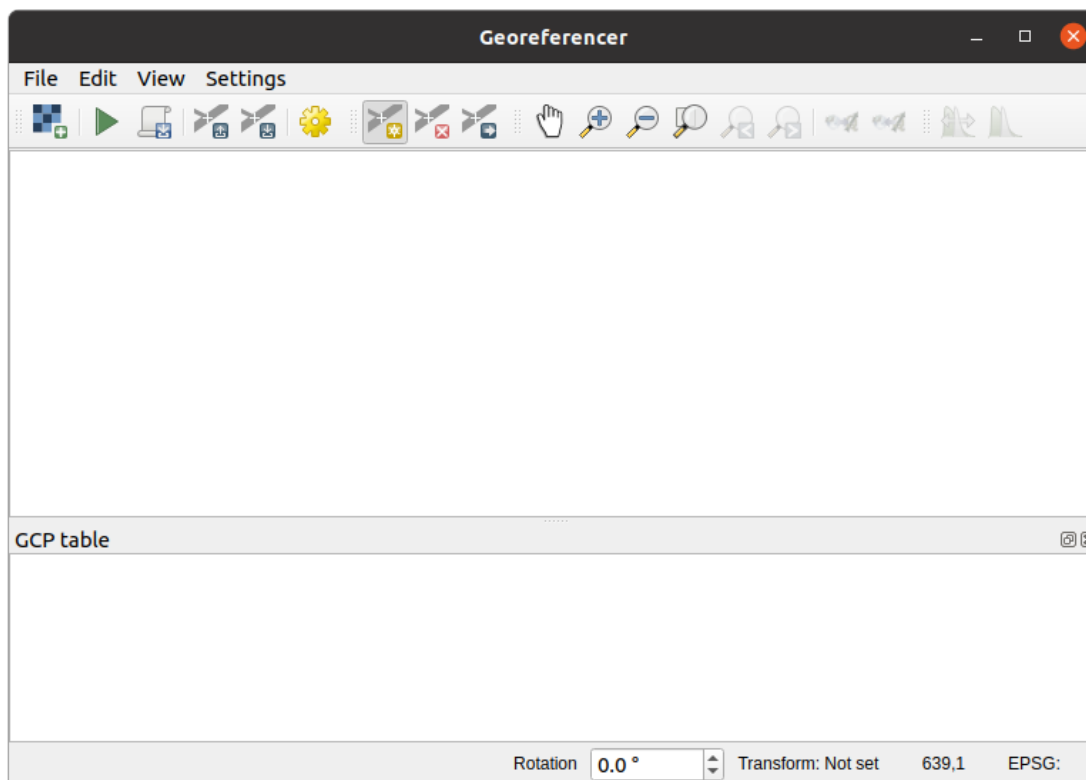 Georeferencer
File Edit View Settings
GCP table
Rotation 0.0 ° Transform: Not set 639,1 EPSG: